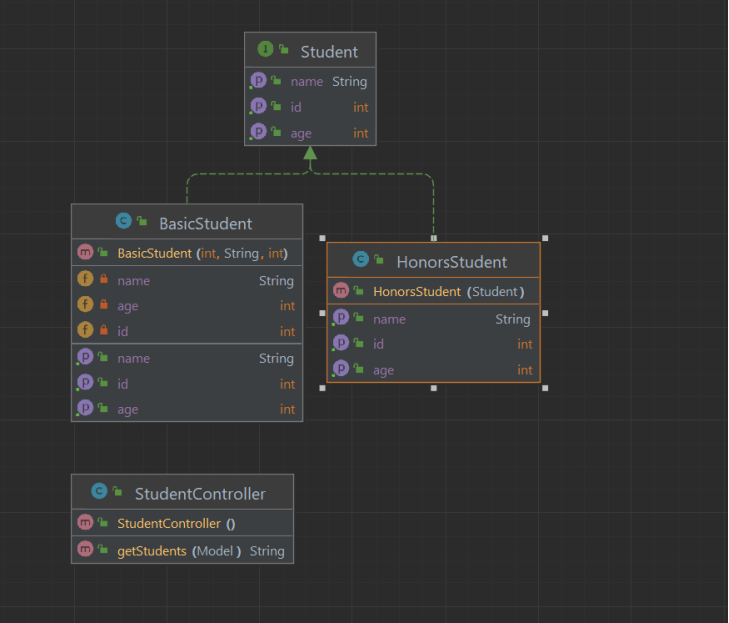 I Student
p name String
p id int
p age int
C BasicStudent
m BasicStudent (int, String, int)
f name String
f age int
f id int
p name String
p id int
p age int
C HonorsStudent
m HonorsStudent (Student)
p name String
p id int
p age int
C StudentController
m StudentController ()
m getStudents (Model) String